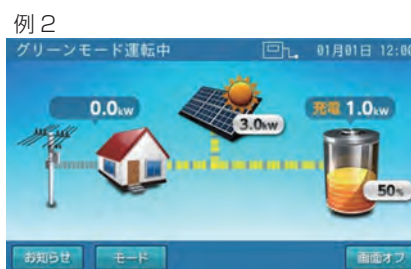 例2
グリーンモード運転中 01月01日 12:00
0.0kw
発電 1.0kw
3.0kw
50%
お知らせ モード 画面オフ